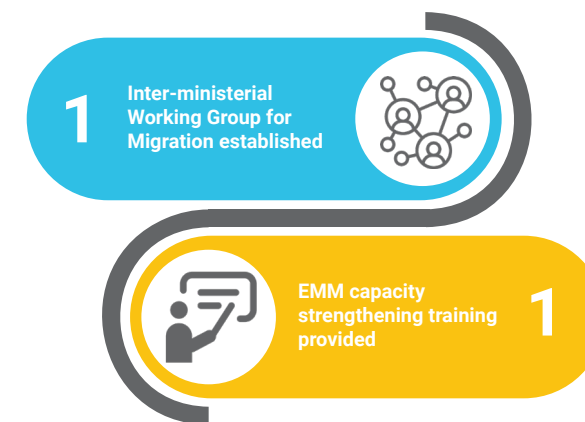 1
Inter-ministerial
Working Group for
Migration established
EMM capacity
strengthening training
provided
1